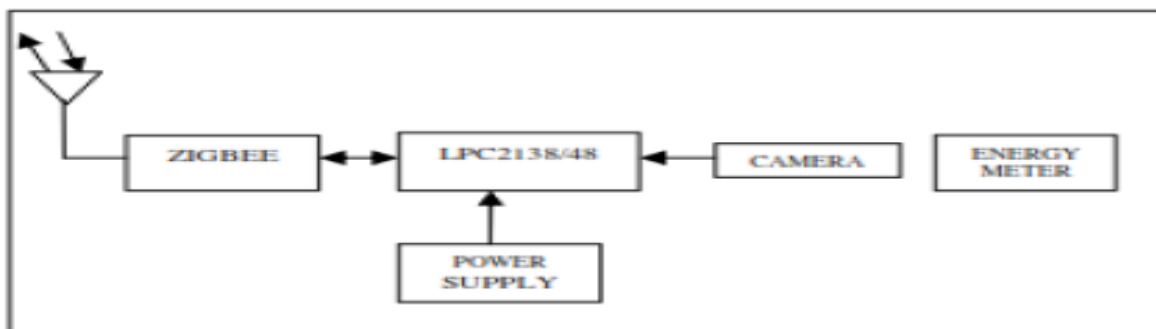 ZIGBEE
LPC2138/48
CAMERA
ENERGY
METER
POWER
SUPPLY